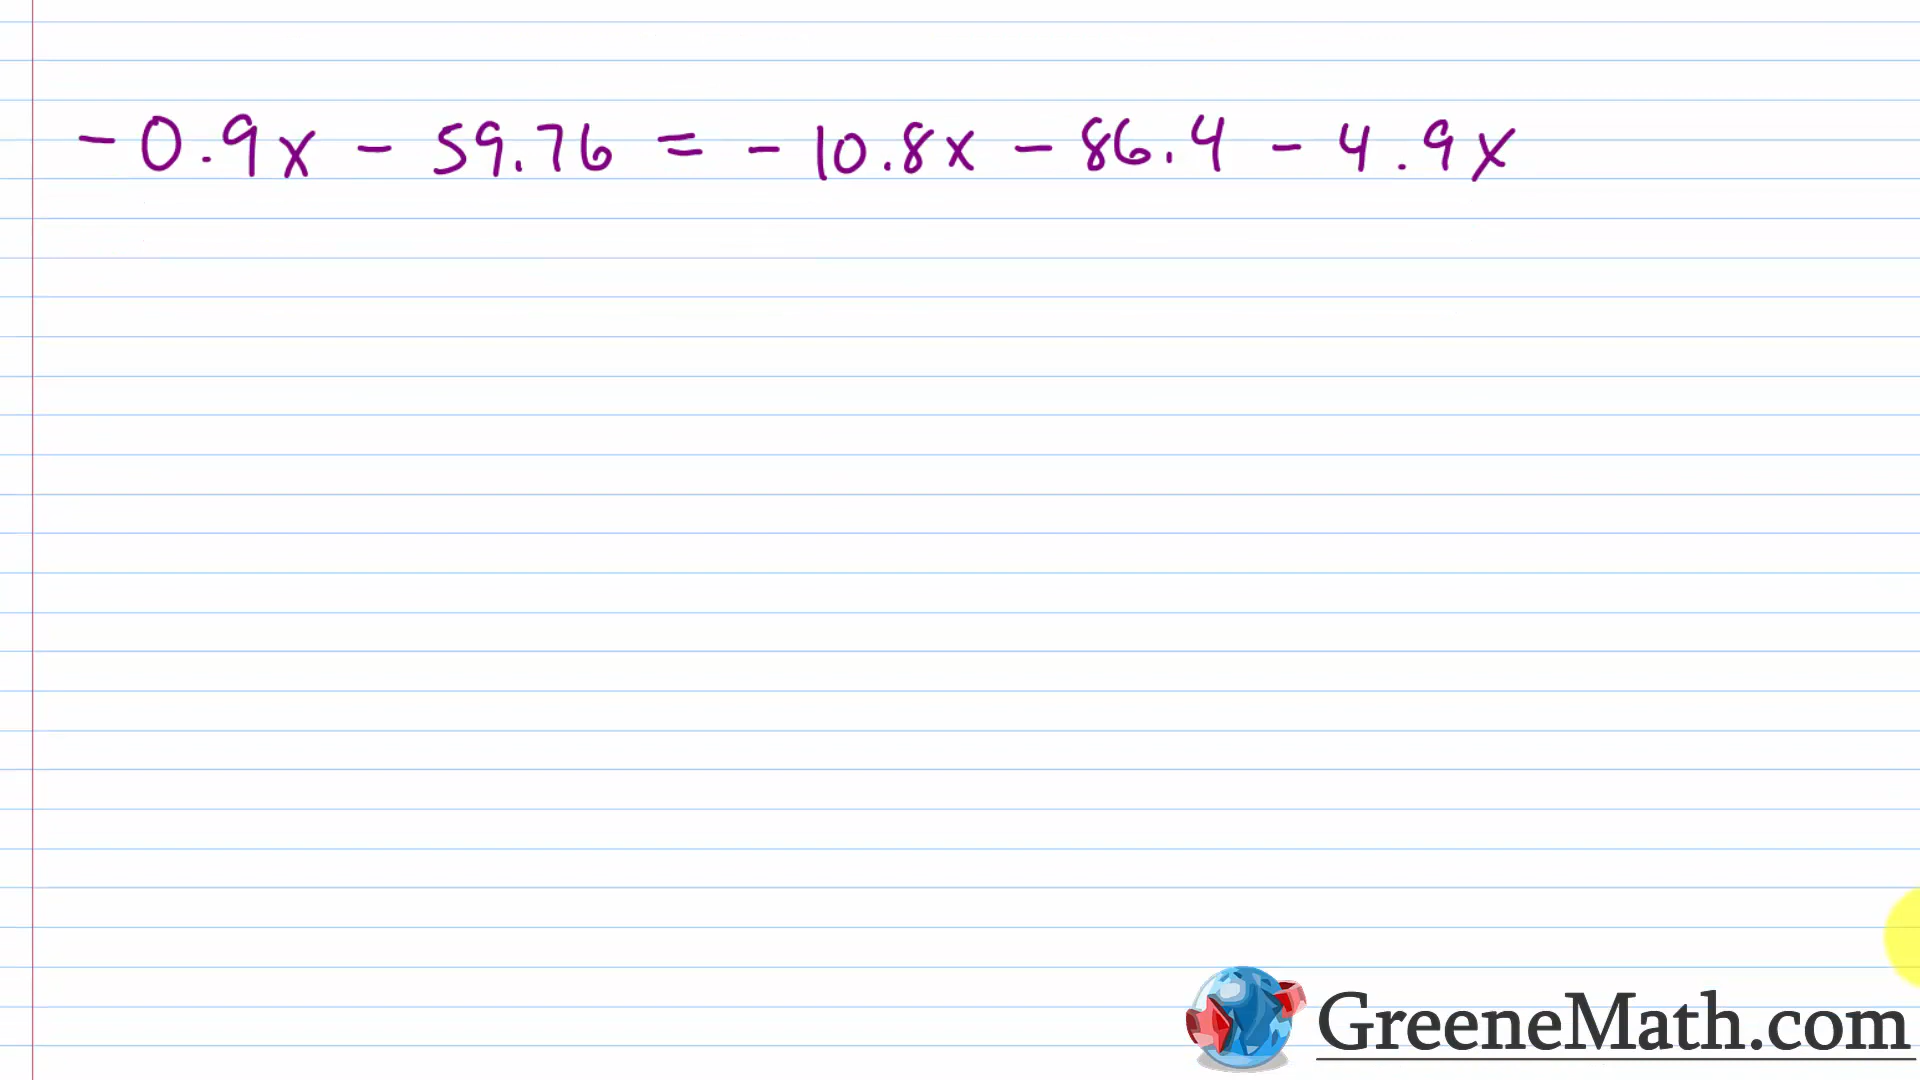 - 0.9x - 59.76 = - 10.8x - 86.4 - 4.9x
GreeneMath.com